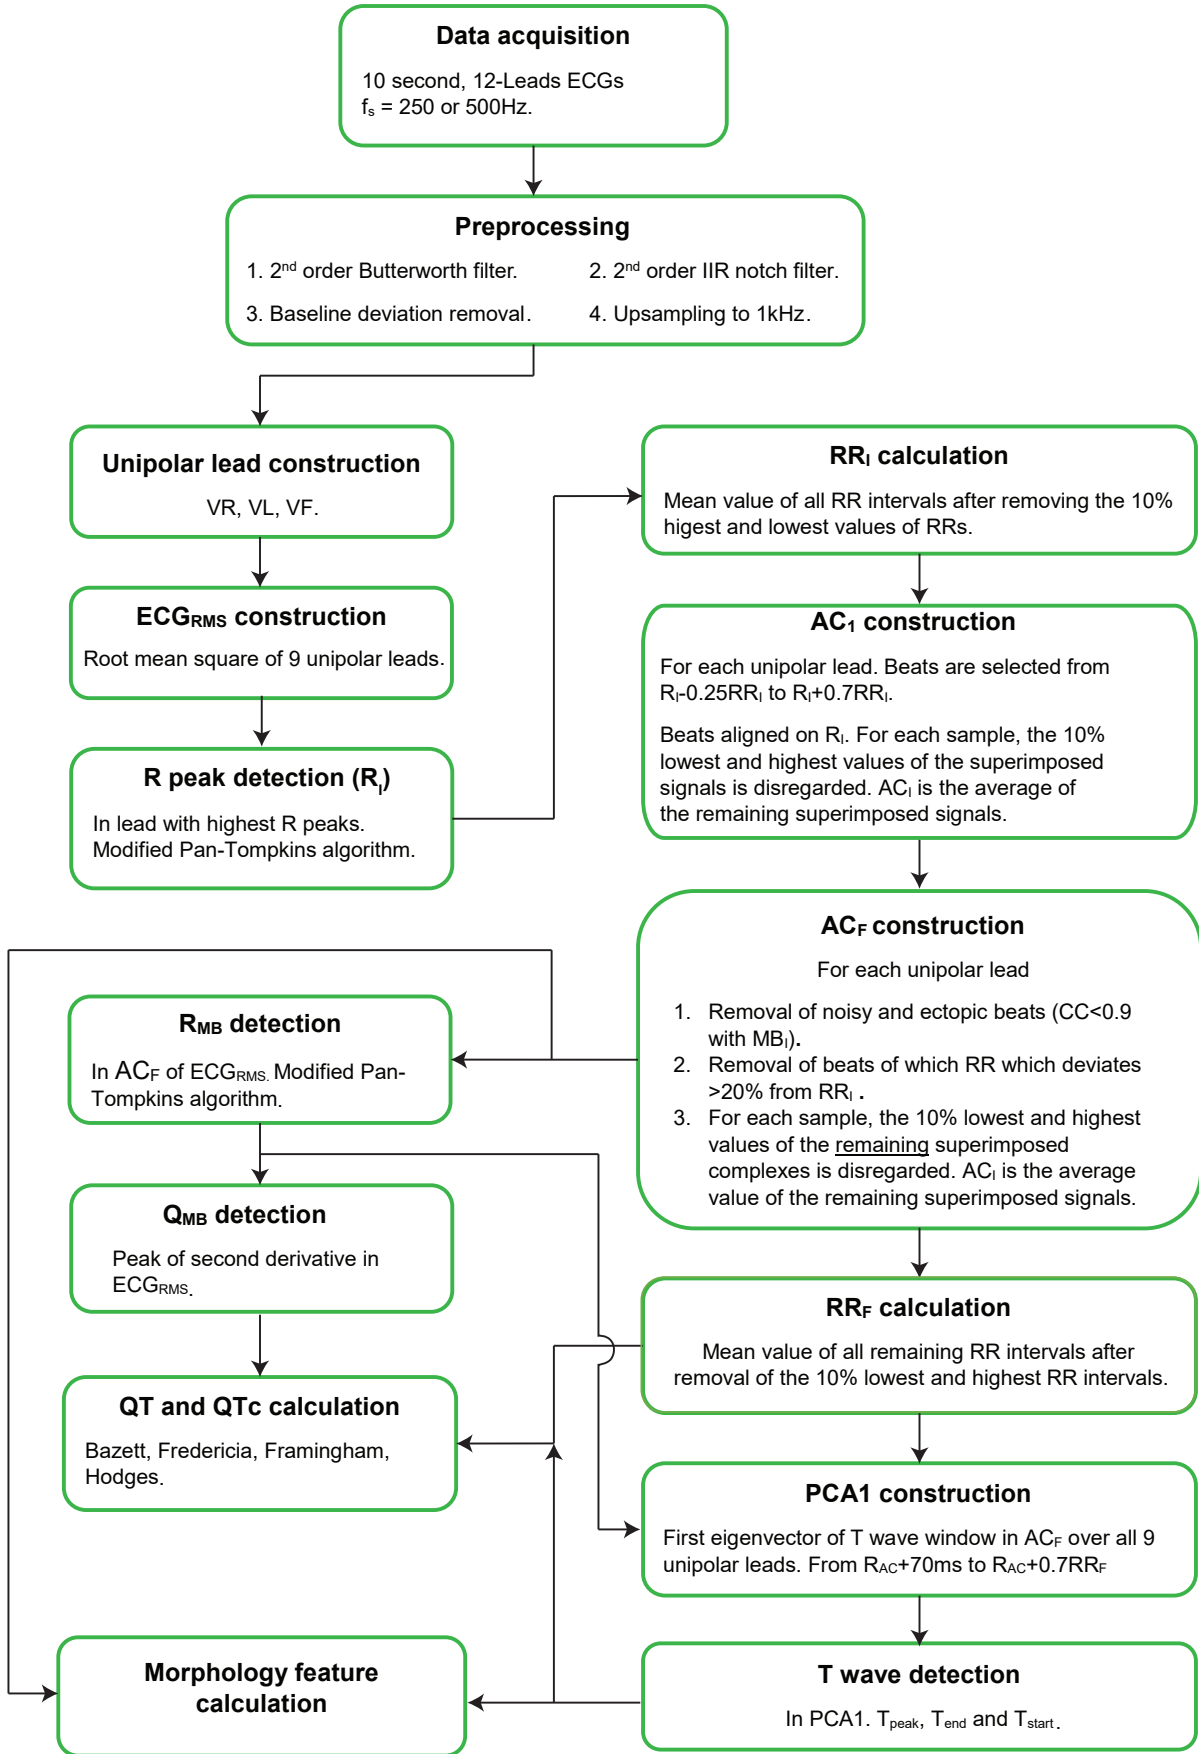 Data acquisition
10 second, 12-Leads ECGs
fs = 250 or 500Hz.
Preprocessing
1. 2nd order Butterworth filter.
2. 2nd order IIR notch filter.
3. Baseline deviation removal.
4. Upsampling to 1kHz.
Unipolar lead construction
VR, VL, VF.
ECGRMS construction
Root mean square of 9 unipolar leads.
R peak detection (RI)
In lead with highest R peaks.
Modified Pan-Tompkins algorithm.
RRI calculation
Mean value of all RR intervals after removing the 10%
higest and lowest values of RRs.
AC1 construction
For each unipolar lead. Beats are selected from
RI-0.25RRI to RI+0.7RRI.
Beats aligned on RI. For each sample, the 10%
lowest and highest values of the superimposed
signals is disregarded. ACI is the average of
the remaining superimposed signals.
ACF construction
For each unipolar lead
1. Removal of noisy and ectopic beats (CC<0.9
with MBI).
2. Removal of beats of which RR which deviates
>20% from RRI .
3. For each sample, the 10% lowest and highest
values of the remaining superimposed
complexes is disregarded. ACI is the average
value of the remaining superimposed signals.
RMB detection
In ACF of ECGRMS. Modified Pan-
Tompkins algorithm.
QMB detection
Peak of second derivative in
ECGRMS.
RRF calculation
Mean value of all remaining RR intervals after
removal of the 10% lowest and highest RR intervals.
QT and QTc calculation
Bazett, Fredericia, Framingham,
Hodges.
PCA1 construction
First eigenvector of T wave window in ACF over all 9
unipolar leads. From RAC+70ms to RAC+0.7RRF
Morphology feature
calculation
T wave detection
In PCA1. Tpeak, Tend and Tstart.